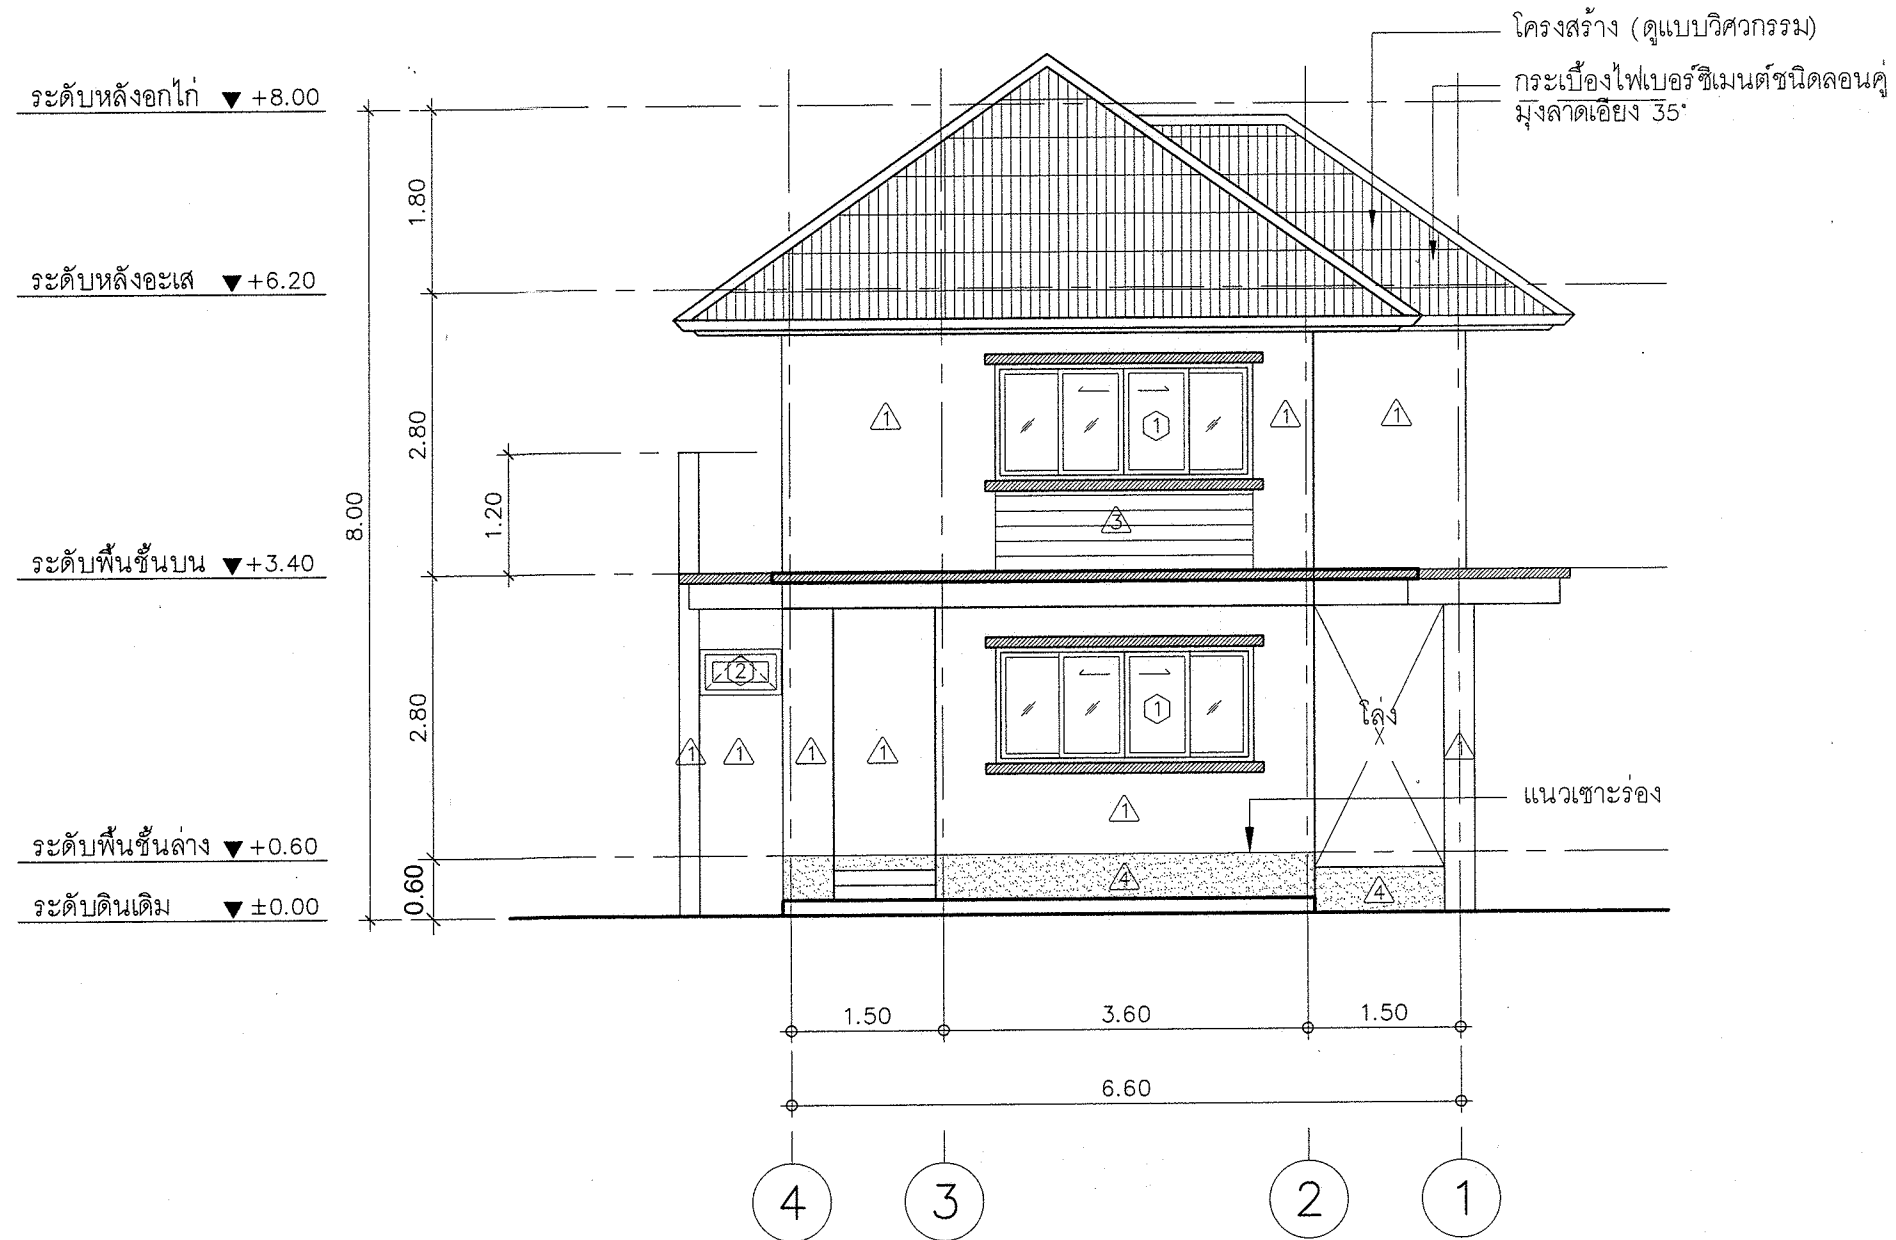 โครงสร้าง (ดูแบบวิศวกรรม)
กระเบื้องไฟเบอร์ซีเมนต์ชนิดลอนคู่
มุงลาดเอียง 35°
ระดับหลังอกไก่ ▼ +8.00
1.80
ระดับหลังอะเส ▼ +6.20
2.80
1 1 1 1
8.00
1.20
3
ระดับพื้นชั้นบน ▼ +3.40
2.80
2
1
โล่ง
1 1 1 1 1
แนวเซาะร่อง
1
ระดับพื้นชั้นล่าง ▼ +0.60
0.60
4 4
ระดับดินเดิม ▼ ±0.00
1.50 3.60 1.50
6.60
4 3 2 1